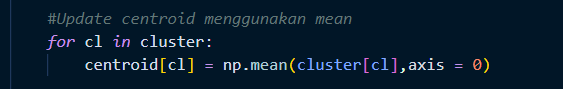 #Update centroid menggunakan mean
for cl in cluster:
centroid[cl] = np.mean(cluster[cl],axis = 0)